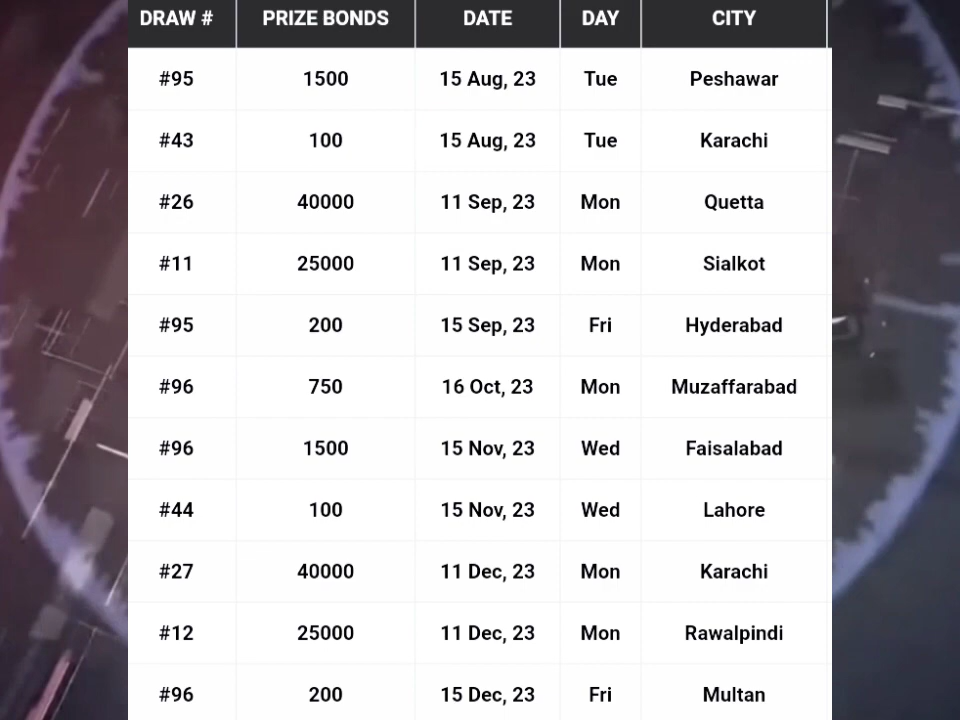 DRAW # PRIZE BONDS DATE DAY CITY
#95 1500 15 Aug, 23 Tue Peshawar
#43 100 15 Aug, 23 Tue Karachi
#26 40000 11 Sep, 23 Mon Quetta
#11 25000 11 Sep, 23 Mon Sialkot
#95 200 15 Sep, 23 Fri Hyderabad
#96 750 16 Oct, 23 Mon Muzaffarabad
#96 1500 15 Nov, 23 Wed Faisalabad
#44 100 15 Nov, 23 Wed Lahore
#27 40000 11 Dec, 23 Mon Karachi
#12 25000 11 Dec, 23 Mon Rawalpindi
#96 200 15 Dec, 23 Fri Multan